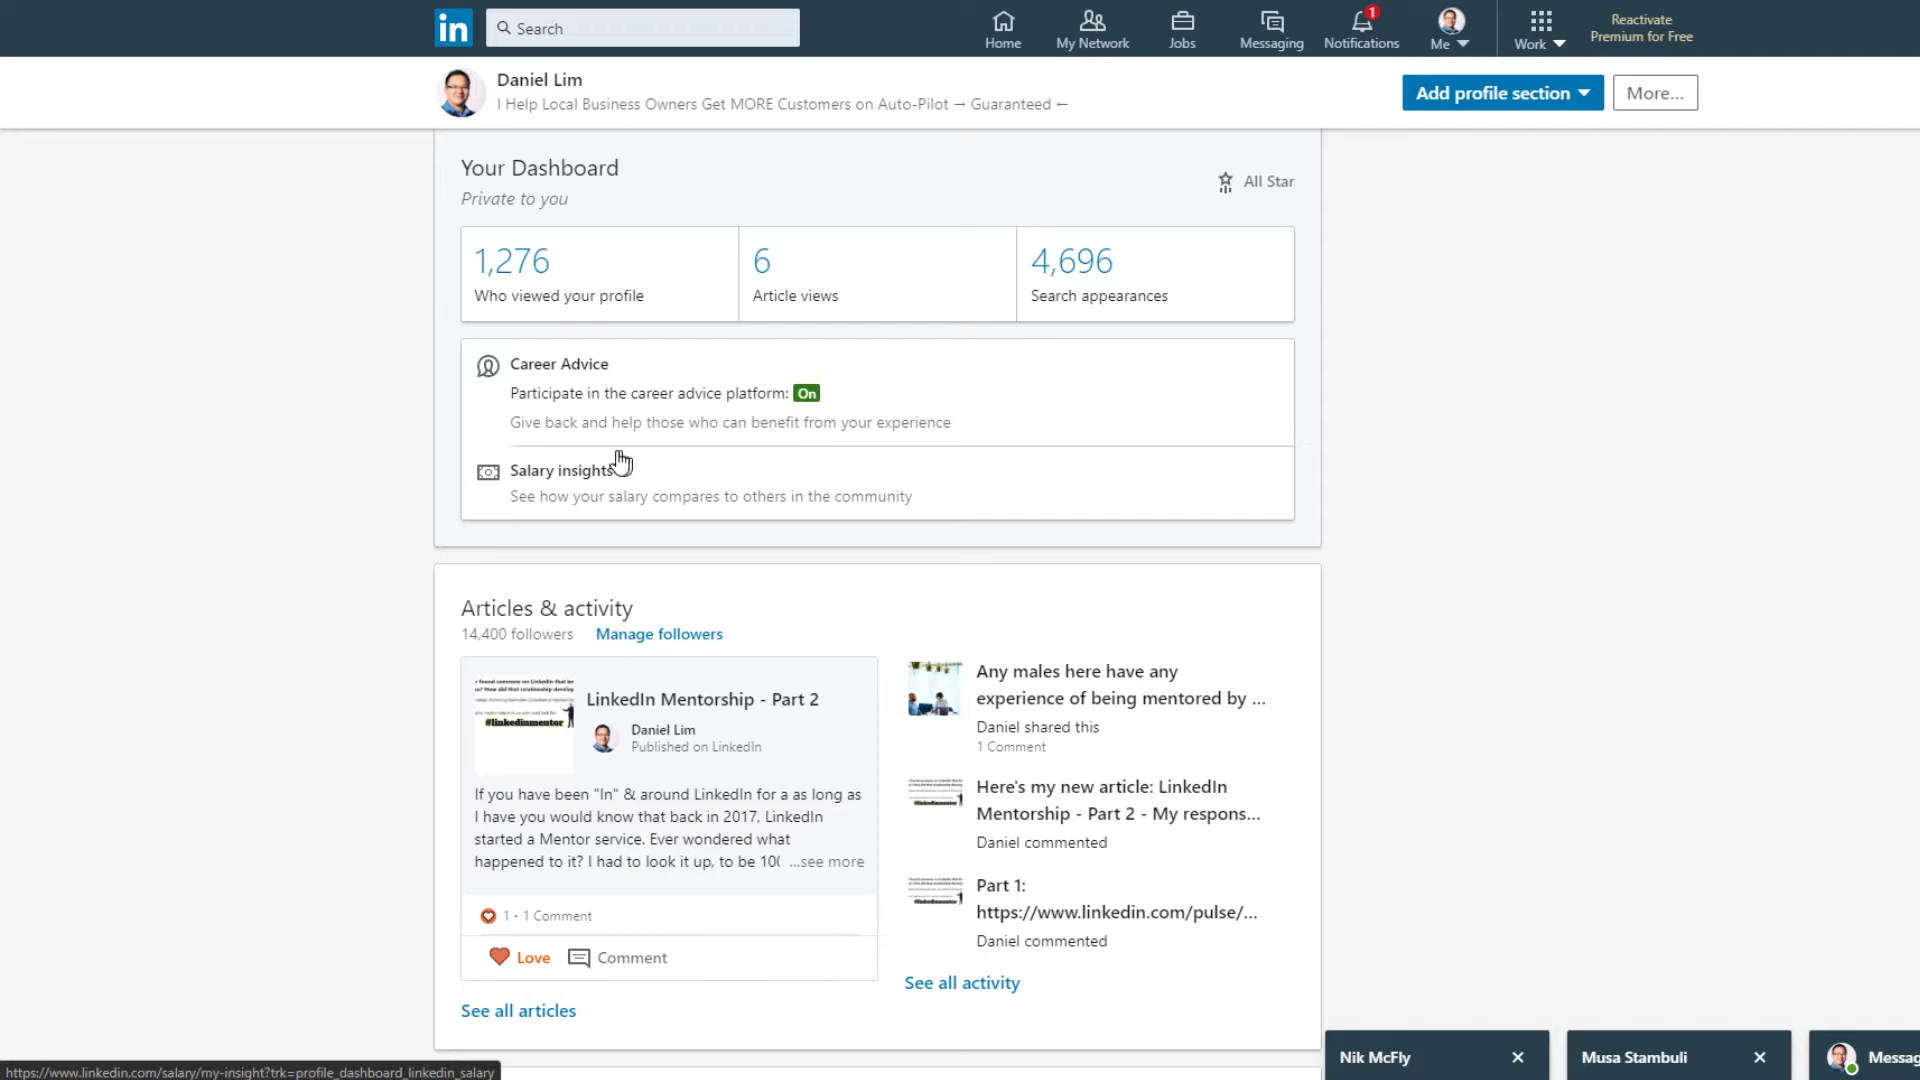 in
Search
Home
My Network
Jobs
Messaging
1
Notifications
Me
Work
Reactivate
Premium for Free
Daniel Lim
I Help Local Business Owners Get MORE Customers on Auto-Pilot → Guaranteed ←
Add profile section
More...
Your Dashboard
Private to you
All Star
1,276
Who viewed your profile
6
Article views
4,696
Search appearances
Career Advice
Participate in the career advice platform: On
Give back and help those who can benefit from your experience
Salary insights
See how your salary compares to others in the community
Articles & activity
14,400 followers
Manage followers
#linkedinmentor
LinkedIn Mentorship - Part 2
Daniel Lim
Published on LinkedIn
If you have been "In" & around LinkedIn for a as long as
I have you would know that back in 2017, LinkedIn
started a Mentor service. Ever wondered what
happened to it? I had to look it up, to be 10 ...see more
1 · 1 Comment
Love
Comment
See all articles
Any males here have any
experience of being mentored by ...
Daniel shared this
1 Comment
Here's my new article: LinkedIn
Mentorship - Part 2 - My respons...
Daniel commented
Part 1:
https://www.linkedin.com/pulse/...
Daniel commented
See all activity
Nik McFly
Musa Stambuli
Messag
https://www.linkedin.com/salary/my-insight?trk=profile_dashboard_linkedin_salary